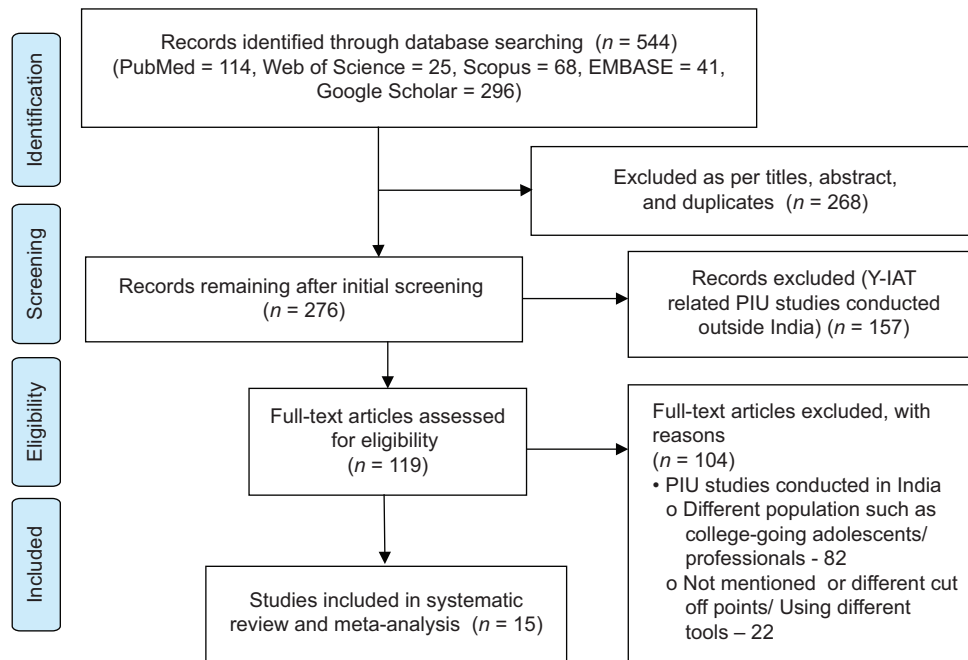 Identification
Records identified through database searching (n = 544)
(PubMed = 114, Web of Science = 25, Scopus = 68, EMBASE = 41,
Google Scholar = 296)
Excluded as per titles, abstract,
and duplicates (n = 268)
Screening
Records remaining after initial screening
(n = 276)
Records excluded (Y-IAT
related PIU studies conducted
outside India) (n = 157)
Eligibility
Full-text articles assessed
for eligibility
(n = 119)
Full-text articles excluded, with
reasons
(n = 104)
• PIU studies conducted in India
o Different population such as
college-going adolescents/
professionals - 82
o Not mentioned or different cut
off points/ Using different
tools – 22
Included
Studies included in systematic
review and meta-analysis (n = 15)